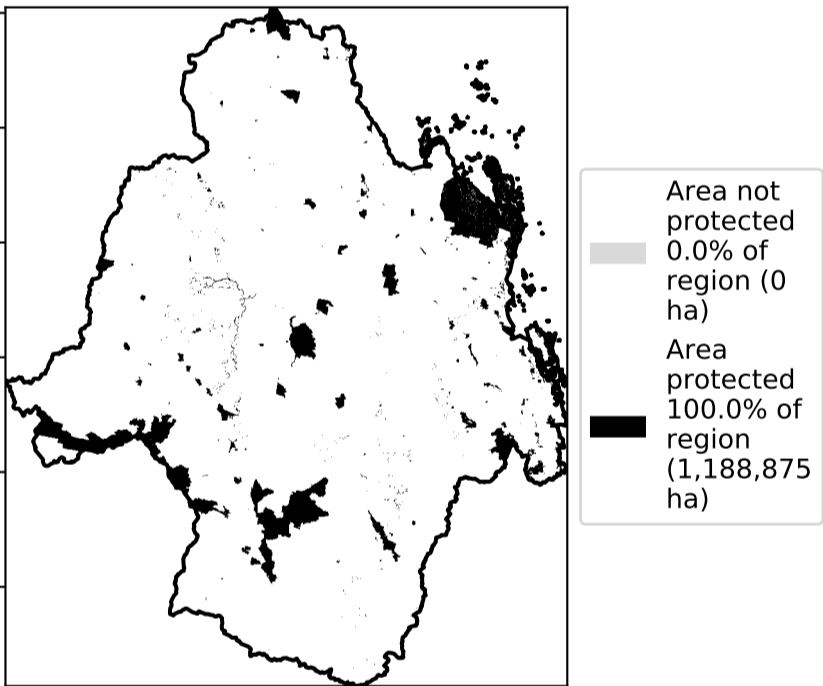 Area not
protected
0.0% of
region (0
ha)
Area
protected
100.0% of
region
(1,188,875
ha)